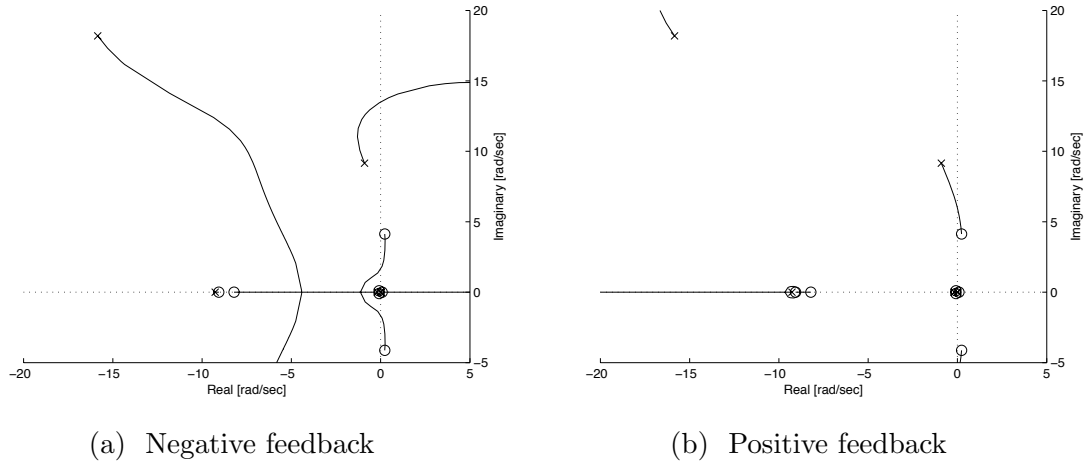 20
15
10
5
0
−5
Imaginary [rad/sec]
−20 −15 −10 −5 0 5
Real [rad/sec]
(a) Negative feedback
20
15
10
5
0
−5
Imaginary [rad/sec]
−20 −15 −10 −5 0 5
Real [rad/sec]
(b) Positive feedback